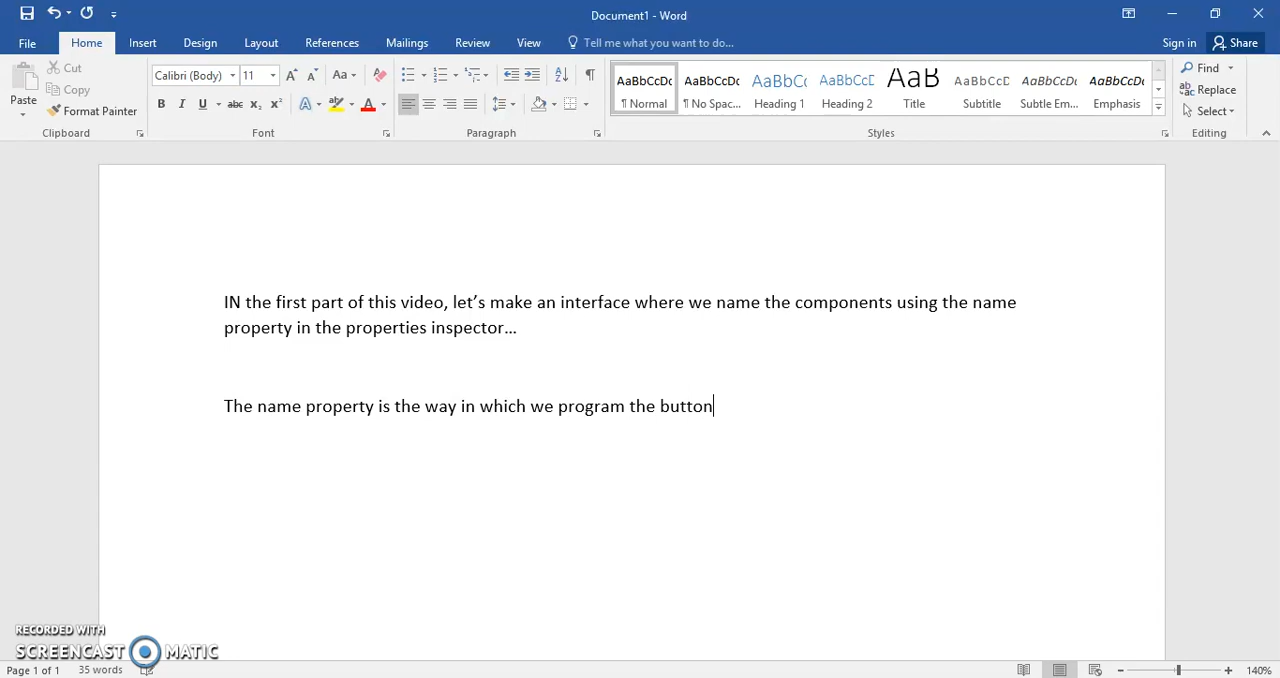 Document1 - Word
File Home Insert Design Layout References Mailings Review View Tell me what you want to do... Sign in Share
Paste
Cut
Copy
Format Painter
Clipboard
Calibri (Body) 11 Aa
B I U abc X₂ X² A A
Font
Paragraph
AaBbCcDc AaBbCcDc AaBbCc AaBbCcD AaB AaBbCcD AaBbCcDc AaBbCcDc
¶ Normal ¶ No Spac... Heading 1 Heading 2 Title Subtitle Subtle Em... Emphasis
Styles
Find
Replace
Select
Editing
IN the first part of this video, let’s make an interface where we name the components using the name
property in the properties inspector…
The name property is the way in which we program the button
RECORDED WITH
SCREENCAST MATIC
Page 1 of 1 35 words 140%